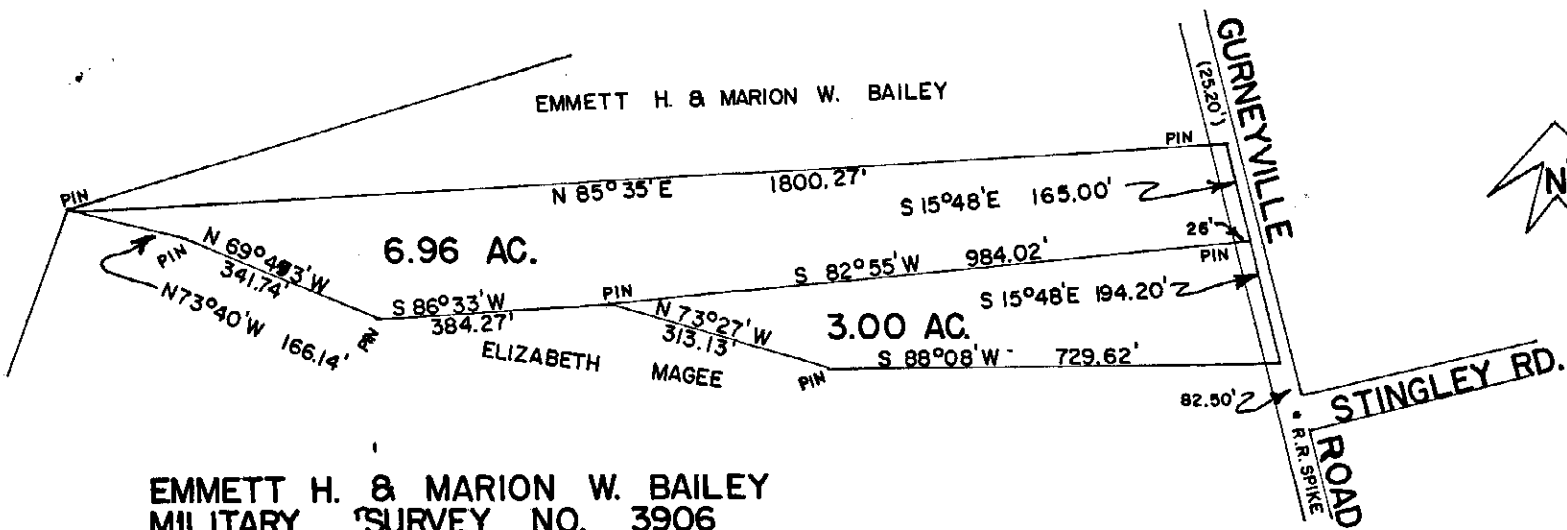 GURNEYVILLE
(25.20')
EMMETT H. & MARION W. BAILEY
PIN
PIN
N 85°35'E 1800.27'
S 15°48'E 165.00'
N
6.96 AC.
26'
PIN
N 341.74'
PIN
S 82°55'W 984.02'
S 15°48'E 194.20'
N 73°40'W 166.14'
PIN
S 86°33'W
384.27'
PIN
N 73°27'W
313.13'
3.00 AC.
ELIZABETH MAGEE
PIN
S 88°08'W 729.62'
82.50'
STINGLEY RD.
R.R. SPIKE
ROAD
EMMETT H. & MARION W. BAILEY
MILITARY SURVEY NO. 3906